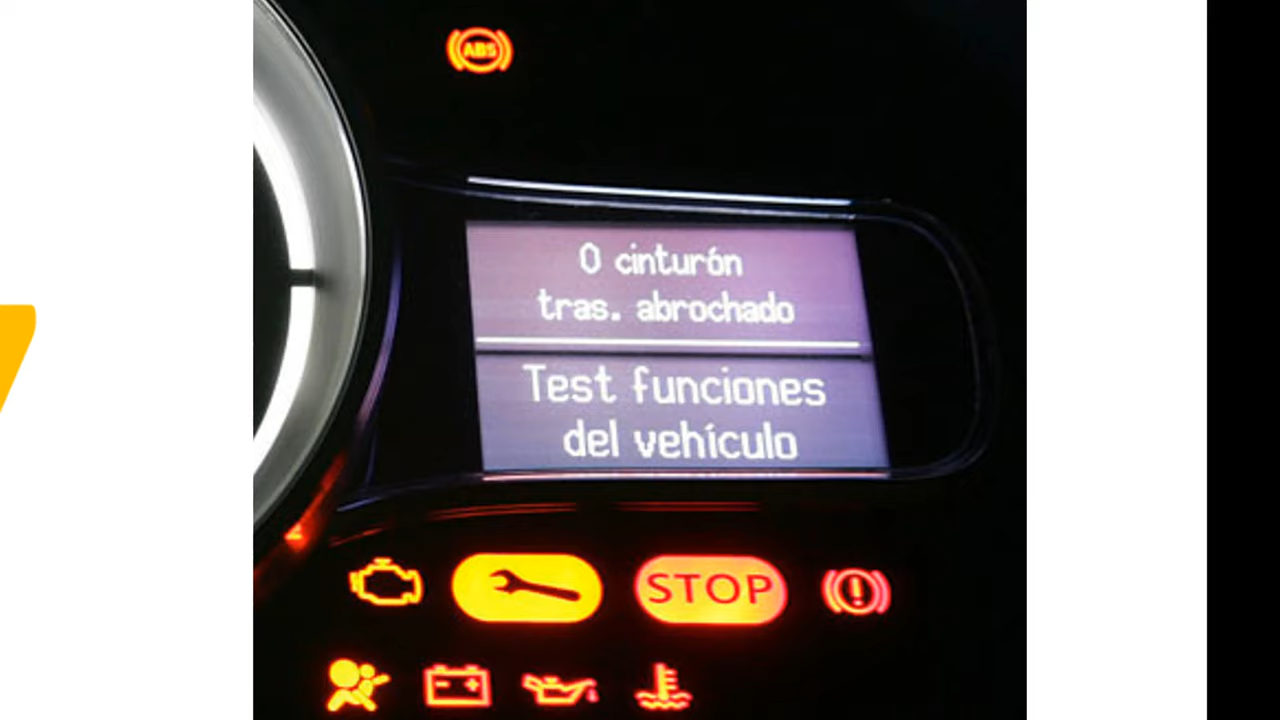 ABS
0 cinturón
tras. abrochado
Test funciones
del vehículo
STOP